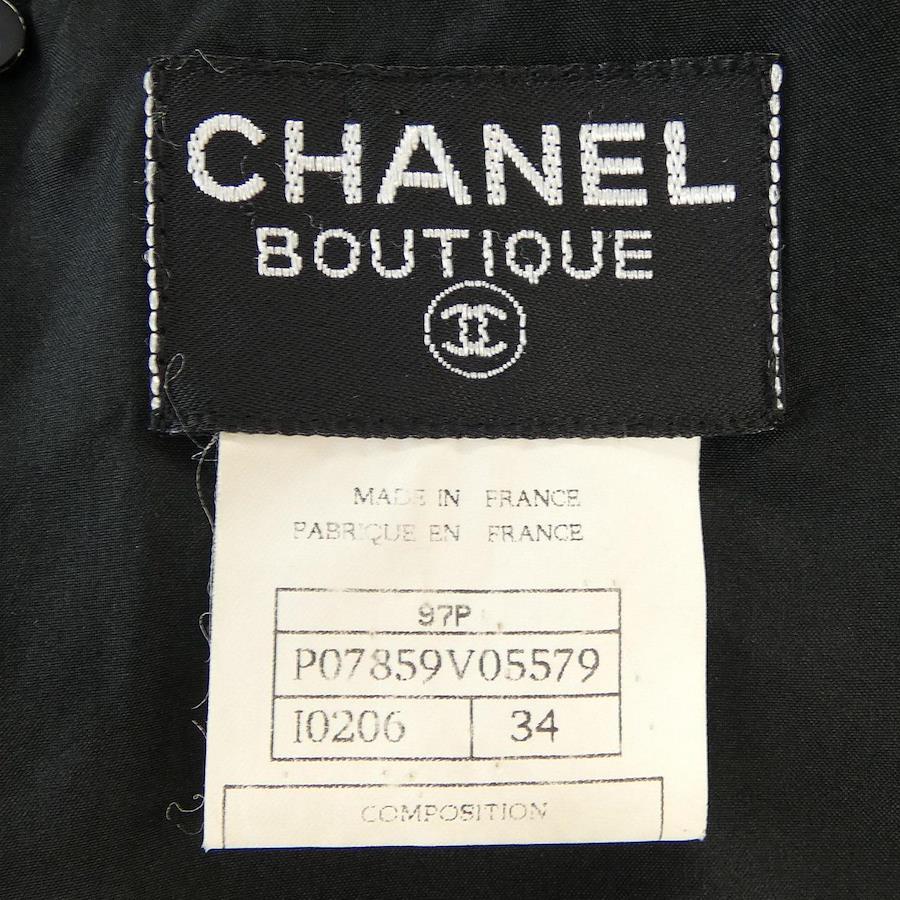 CHANEL
BOUTIQUE
MADE IN FRANCE
FABRIQUE EN FRANCE
97P
P07859V05579
I0206 34
COMPOSITION